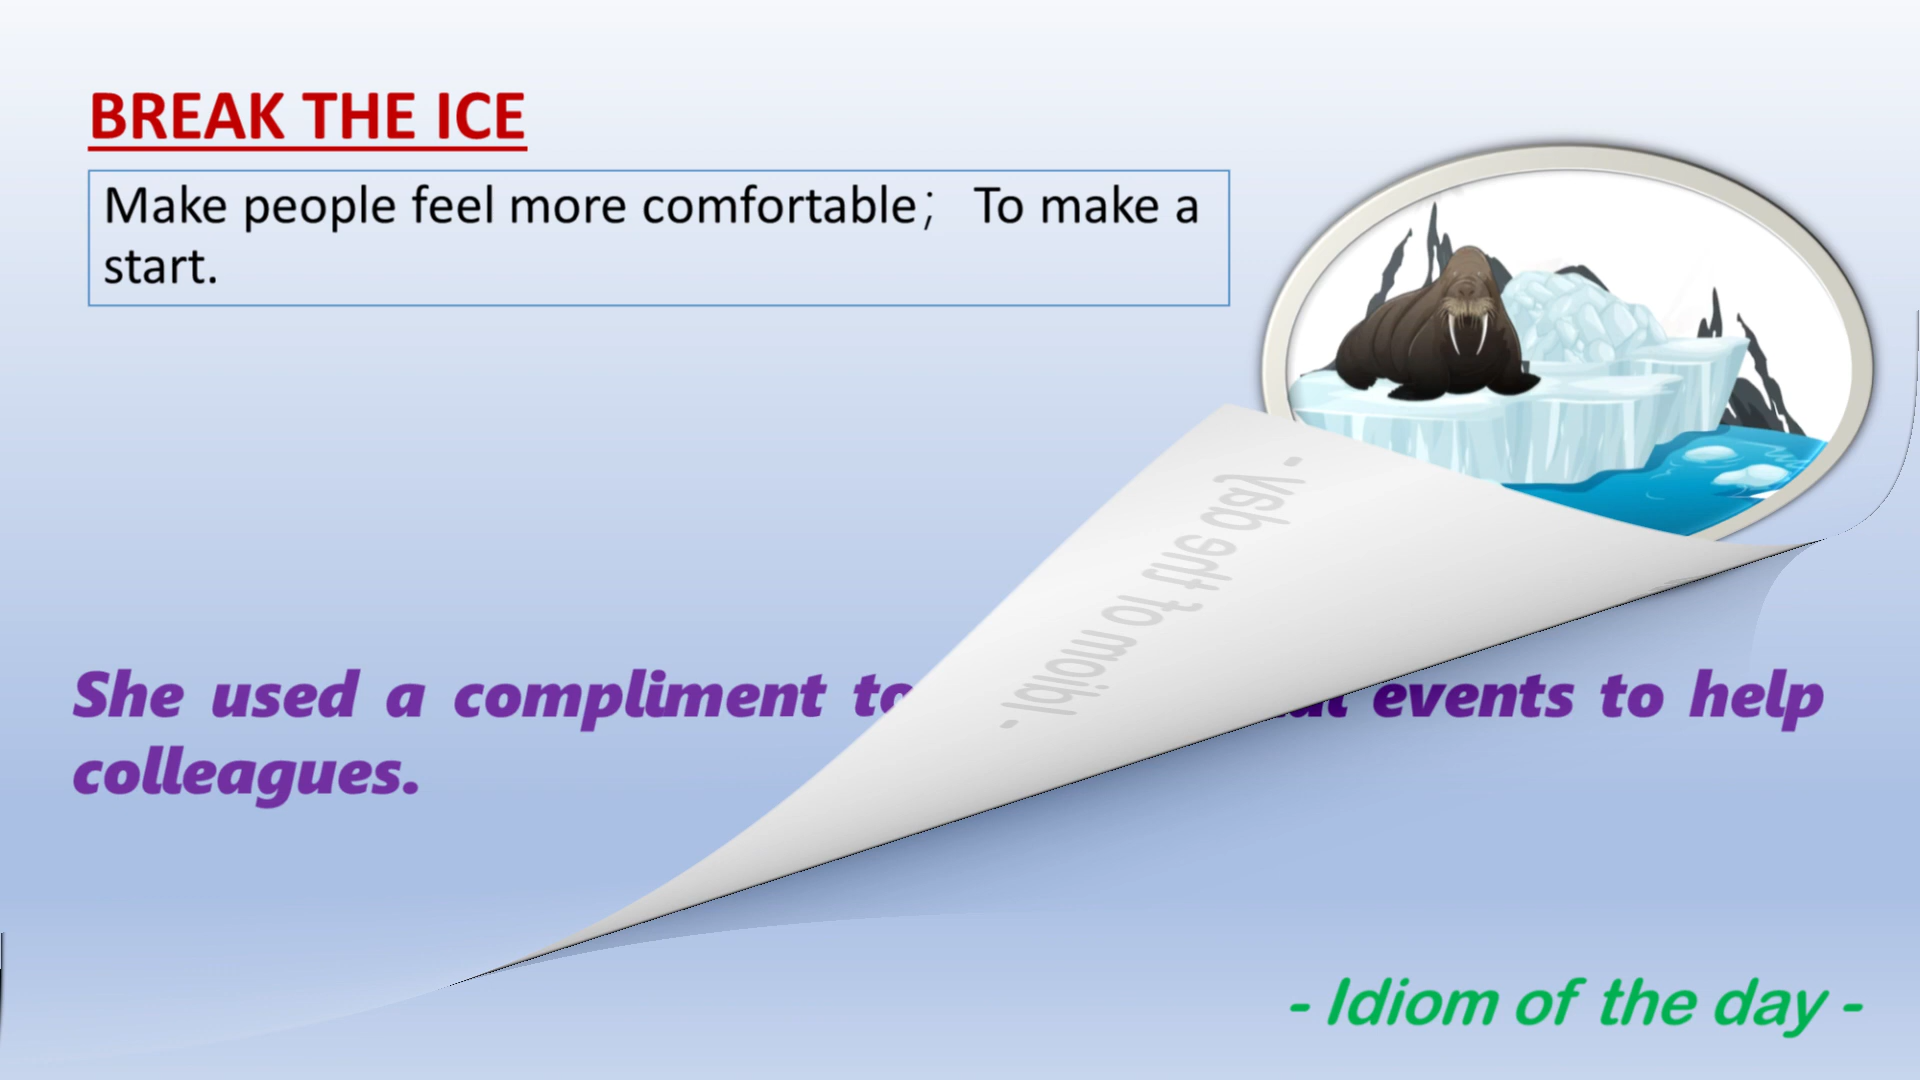 BREAK THE ICE
Make people feel more comfortable; To make a
start.
- Idiom of the day -
She used a compliment to events to help
colleagues.
- Idiom of the day -